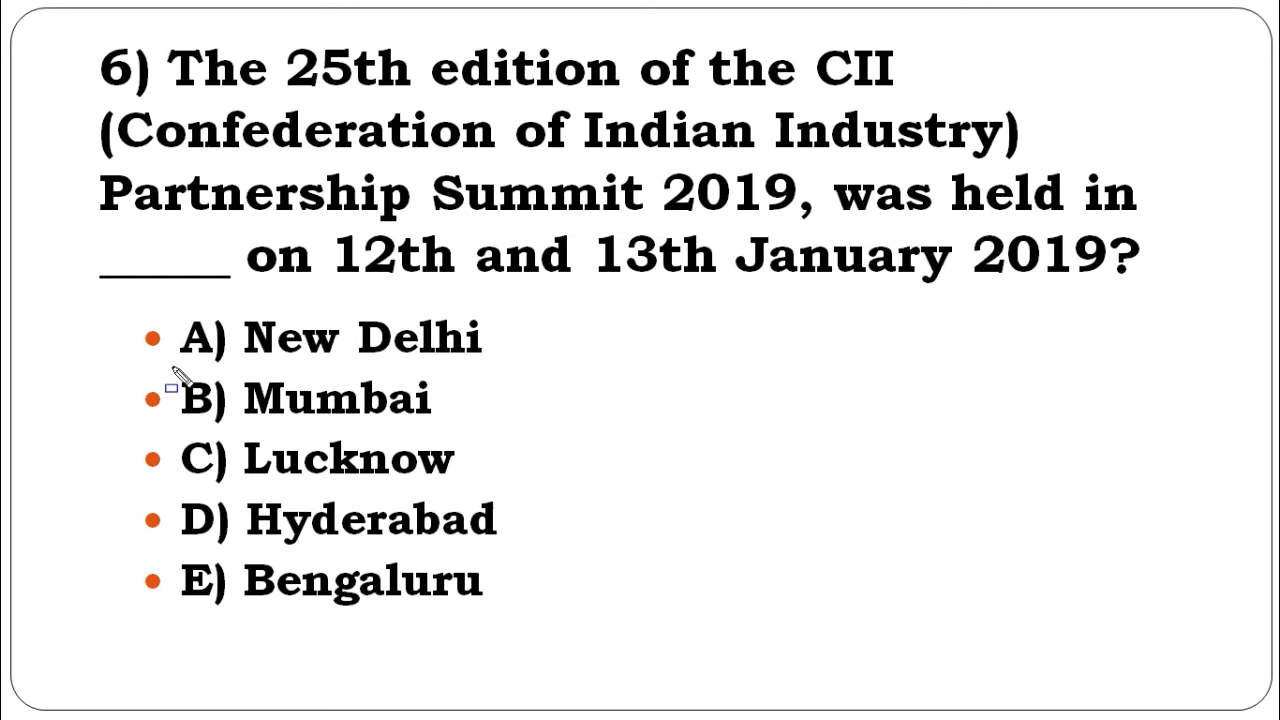 6) The 25th edition of the CII
(Confederation of Indian Industry)
Partnership Summit 2019, was held in
_____ on 12th and 13th January 2019?
• A) New Delhi
• B) Mumbai
• C) Lucknow
• D) Hyderabad
• E) Bengaluru